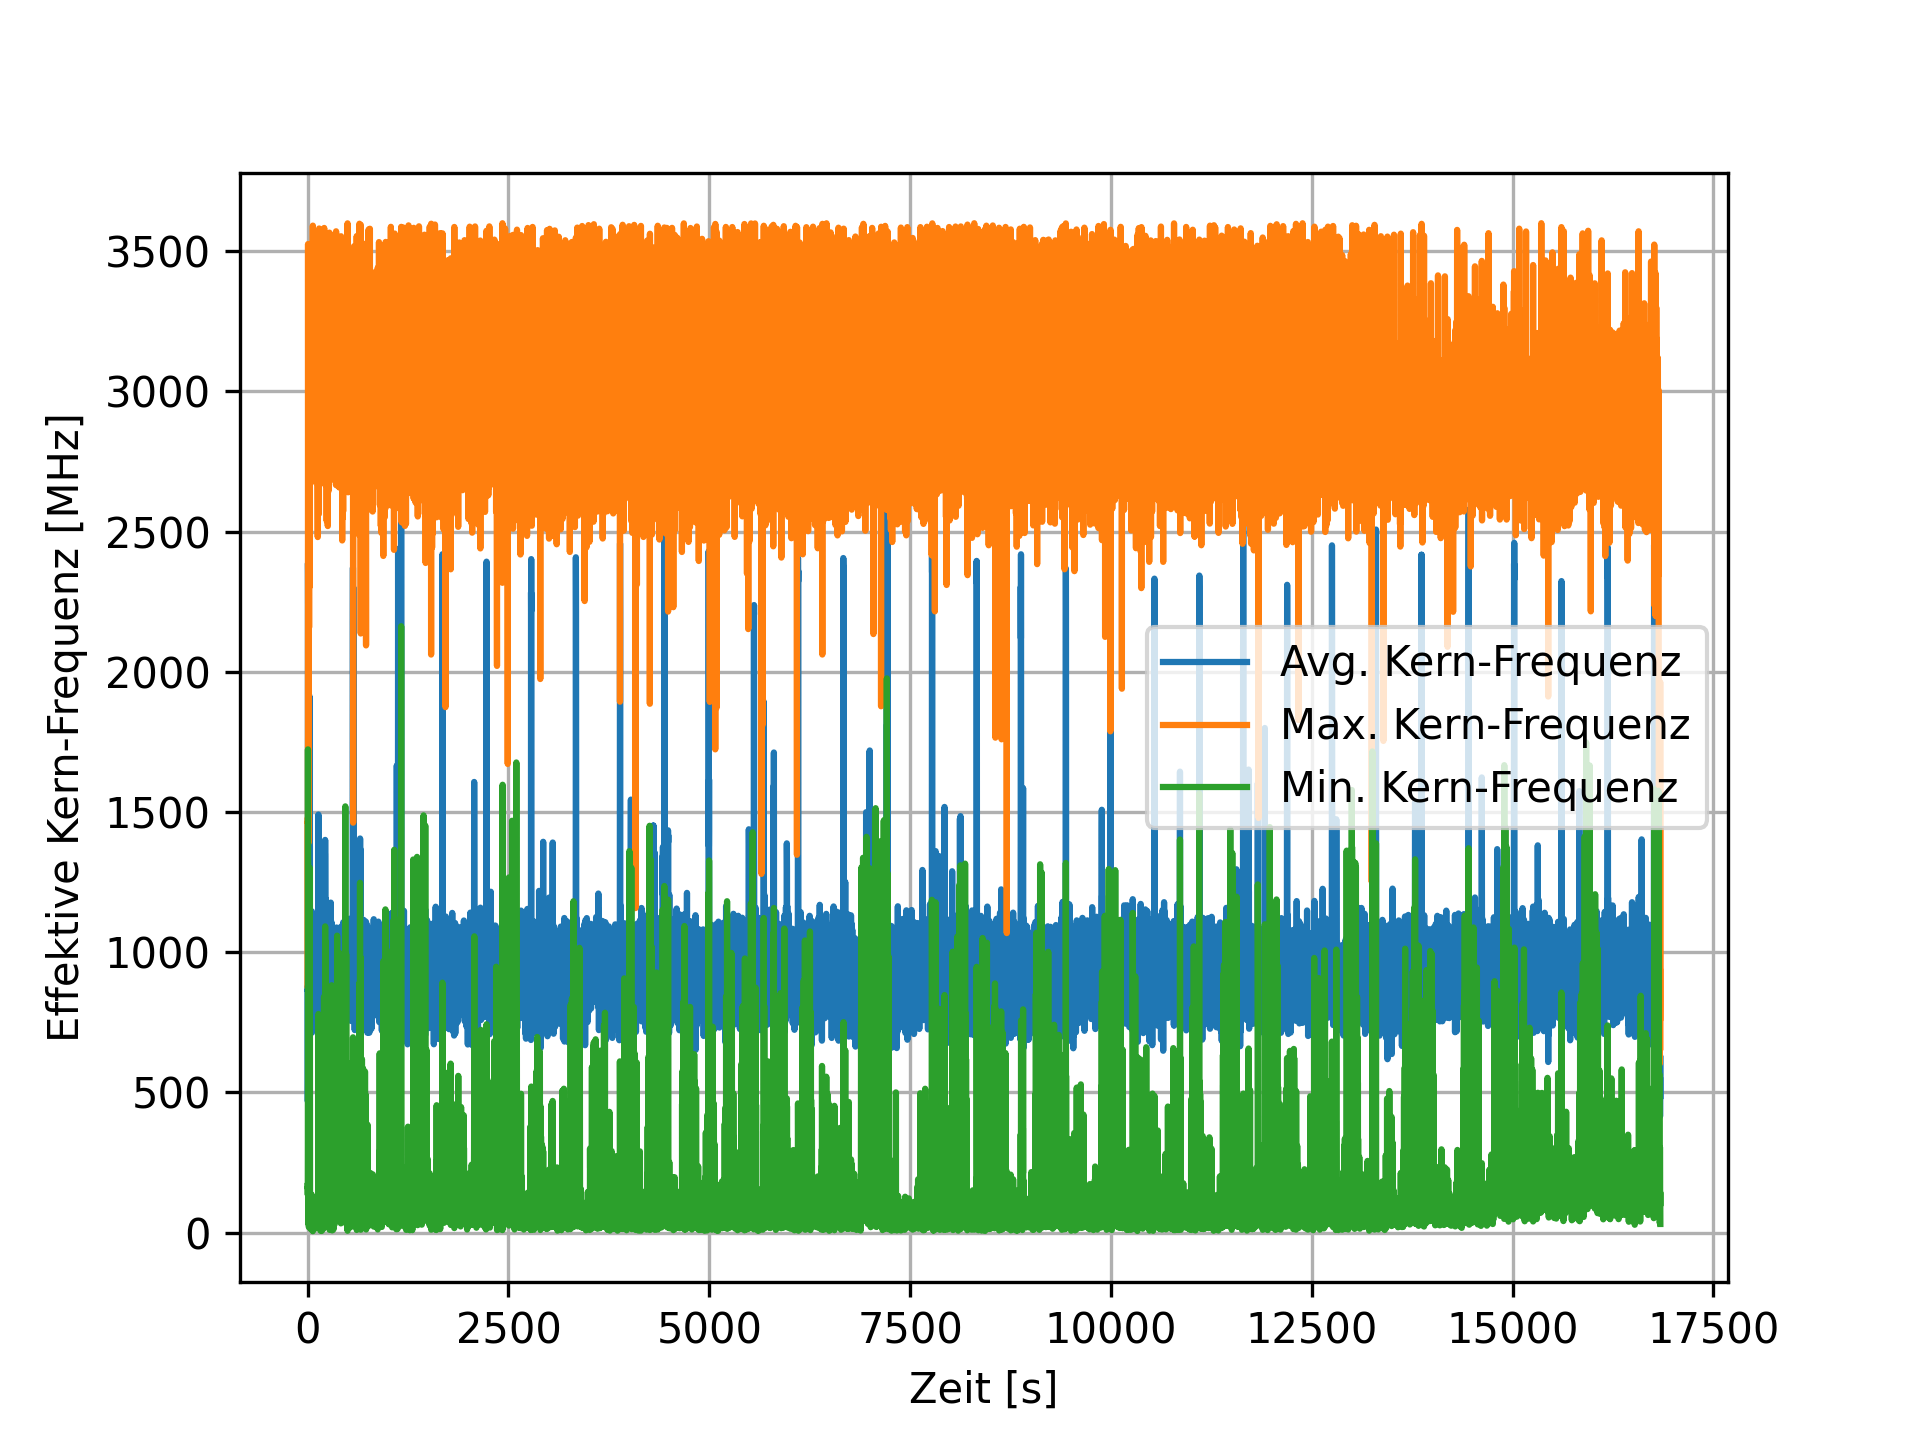 Effektive Kern-Frequenz [MHz]
3500
3000
2500
2000
1500
1000
500
0
Avg. Kern-Frequenz
Max. Kern-Frequenz
Min. Kern-Frequenz
0 2500 5000 7500 10000 12500 15000 17500
Zeit [s]